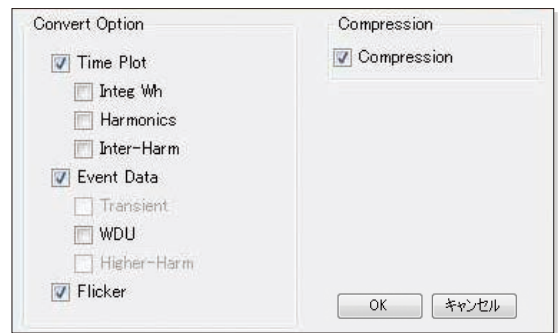 Convert Option
Time Plot
Integ Wh
Harmonics
Inter-Harm
Event Data
Transient
WDU
Higher-Harm
Flicker
Compression
Compression
OK
キャンセル